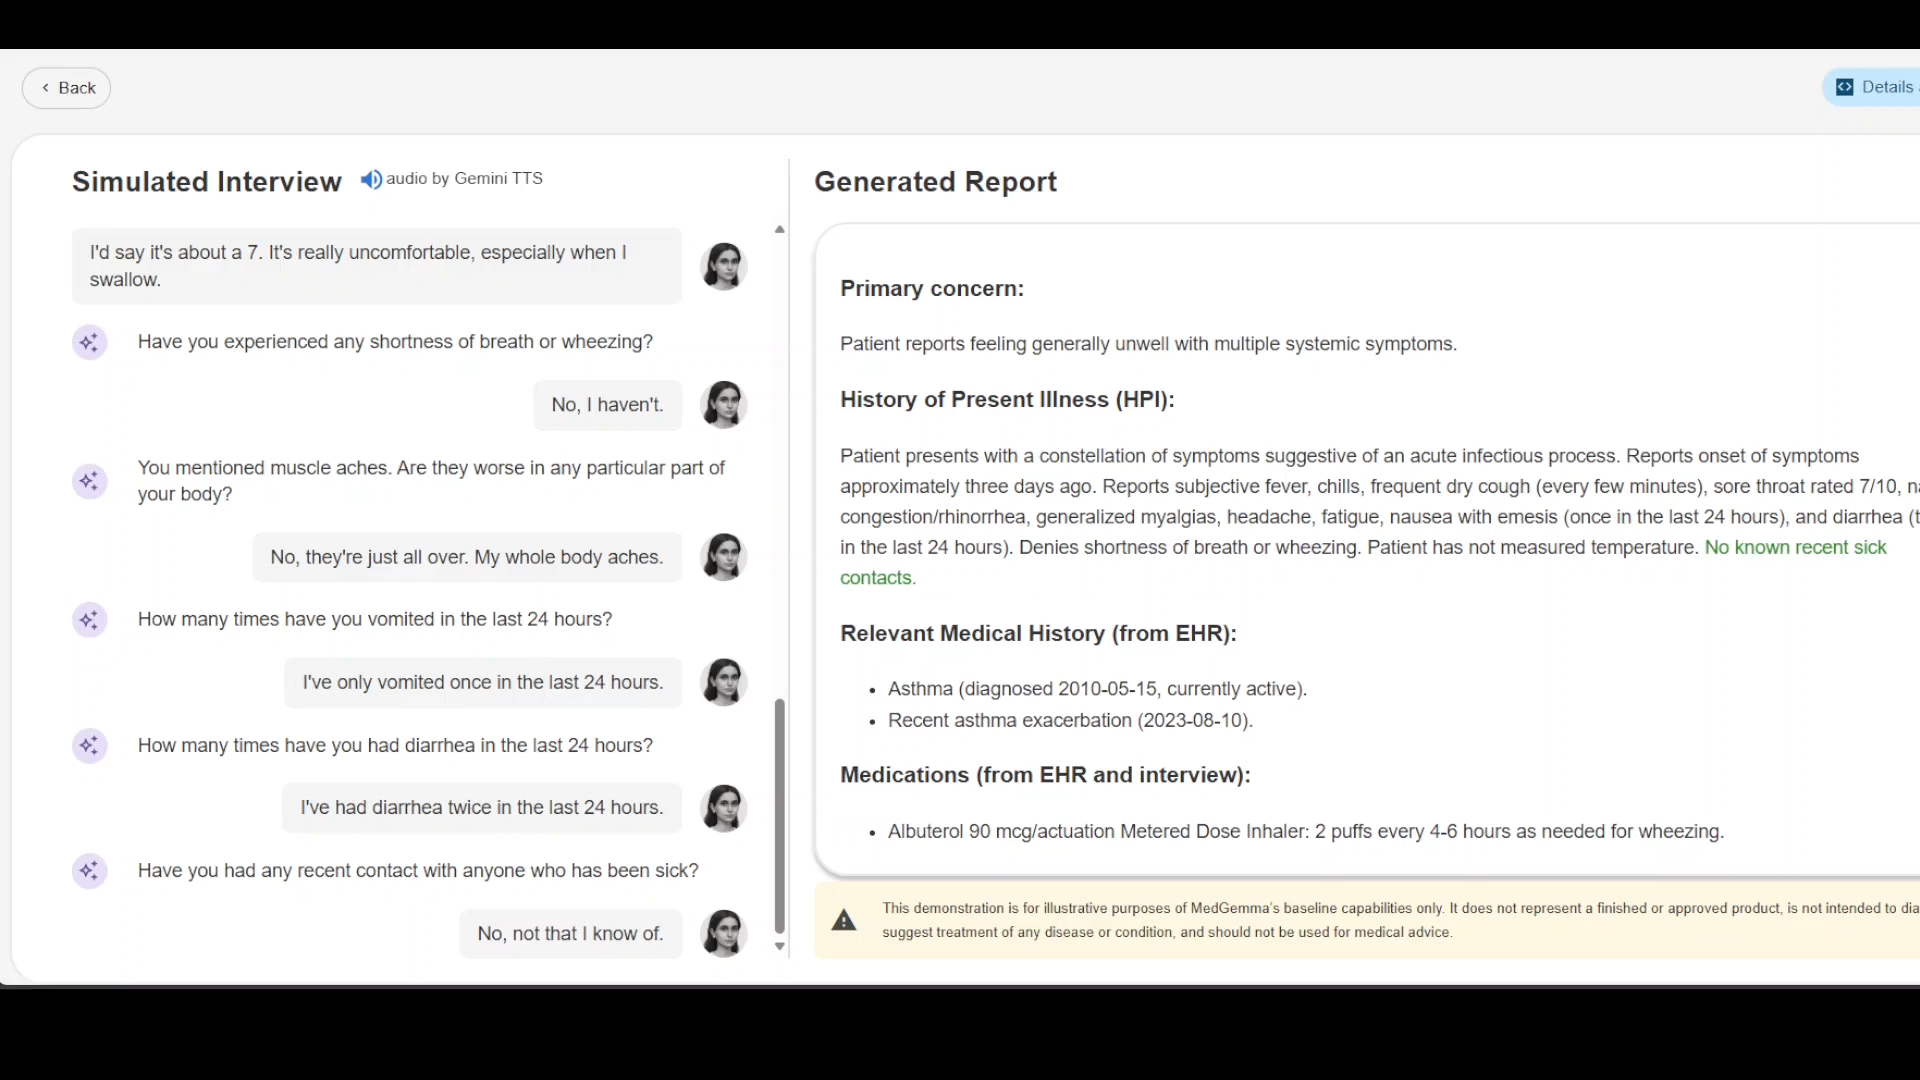 Back
Details
Simulated Interview
audio by Gemini TTS
I'd say it's about a 7. It's really uncomfortable, especially when I
swallow.
Have you experienced any shortness of breath or wheezing?
No, I haven't.
You mentioned muscle aches. Are they worse in any particular part of
your body?
No, they're just all over. My whole body aches.
How many times have you vomited in the last 24 hours?
I've only vomited once in the last 24 hours.
How many times have you had diarrhea in the last 24 hours?
I've had diarrhea twice in the last 24 hours.
Have you had any recent contact with anyone who has been sick?
No, not that I know of.
Generated Report
Primary concern:
Patient reports feeling generally unwell with multiple systemic symptoms.
History of Present Illness (HPI):
Patient presents with a constellation of symptoms suggestive of an acute infectious process. Reports onset of symptoms
approximately three days ago. Reports subjective fever, chills, frequent dry cough (every few minutes), sore throat rated 7/10,
congestion/rhinorrhea, generalized myalgias, headache, fatigue, nausea with emesis (once in the last 24 hours), and diarrhea
in the last 24 hours). Denies shortness of breath or wheezing. Patient has not measured temperature. No known recent sick
contacts.
Relevant Medical History (from EHR):
• Asthma (diagnosed 2010-05-15, currently active).
• Recent asthma exacerbation (2023-08-10).
Medications (from EHR and interview):
• Albuterol 90 mcg/actuation Metered Dose Inhaler: 2 puffs every 4-6 hours as needed for wheezing.
This demonstration is for illustrative purposes of MedGemma's baseline capabilities only. It does not represent a finished or approved product, is not intended to
suggest treatment of any disease or condition, and should not be used for medical advice.